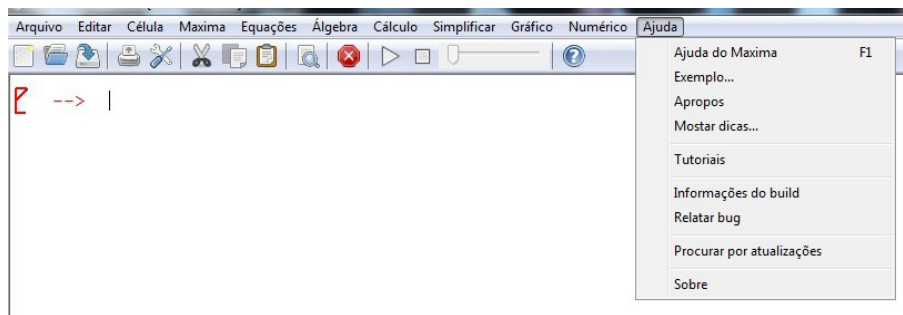 Arquivo Editar Célula Maxima Equações Álgebra Cálculo Simplificar Gráfico Numérico Ajuda
-->
Ajuda do Maxima F1
Exemplo...
Apropos
Mostar dicas...
Tutoriais
Informações do build
Relatar bug
Procurar por atualizações
Sobre